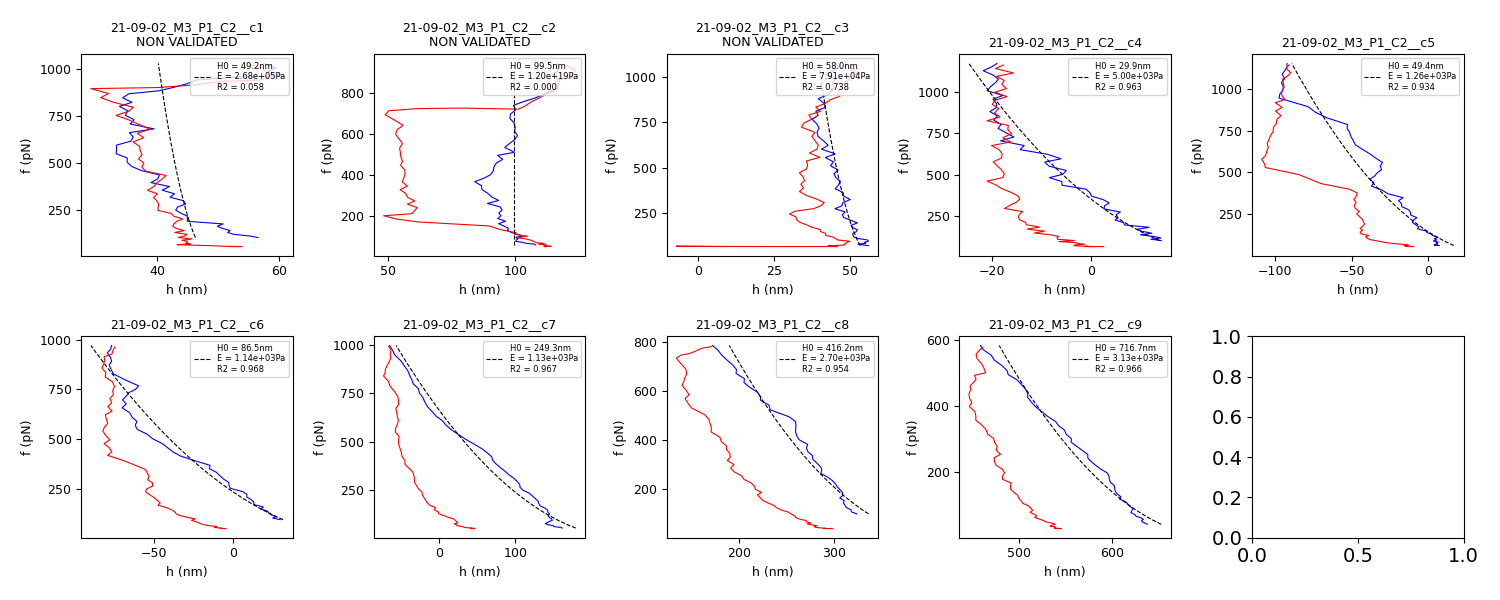 21-09-02_M3_P1_C2__c1
NON VALIDATED
H0 = 49.2nm
E = 2.68e+05Pa
R2 = 0.058
1000
750
500
250
f (pN)
40
60
h (nm)
21-09-02_M3_P1_C2__c2
NON VALIDATED
H0 = 99.5nm
E = 1.20e+19Pa
R2 = 0.000
800
600
400
200
f (pN)
50
100
h (nm)
21-09-02_M3_P1_C2__c3
NON VALIDATED
H0 = 58.0nm
E = 7.91e+04Pa
R2 = 0.738
1000
750
500
250
f (pN)
0
25
50
h (nm)
21-09-02_M3_P1_C2__c4
H0 = 29.9nm
E = 5.00e+03Pa
R2 = 0.963
1000
750
500
250
f (pN)
−20
0
h (nm)
21-09-02_M3_P1_C2__c5
H0 = 49.4nm
E = 1.26e+03Pa
R2 = 0.934
1000
750
500
250
f (pN)
−100
−50
0
h (nm)
21-09-02_M3_P1_C2__c6
H0 = 86.5nm
E = 1.14e+03Pa
R2 = 0.968
1000
750
500
250
f (pN)
−50
0
h (nm)
21-09-02_M3_P1_C2__c7
H0 = 249.3nm
E = 1.13e+03Pa
R2 = 0.967
1000
750
500
250
f (pN)
0
100
h (nm)
21-09-02_M3_P1_C2__c8
H0 = 416.2nm
E = 2.70e+03Pa
R2 = 0.954
800
600
400
200
f (pN)
200
300
h (nm)
21-09-02_M3_P1_C2__c9
H0 = 716.7nm
E = 3.13e+03Pa
R2 = 0.966
600
400
200
f (pN)
500
600
h (nm)
1.0
0.8
0.6
0.4
0.2
0.0
0.0
0.5
1.0